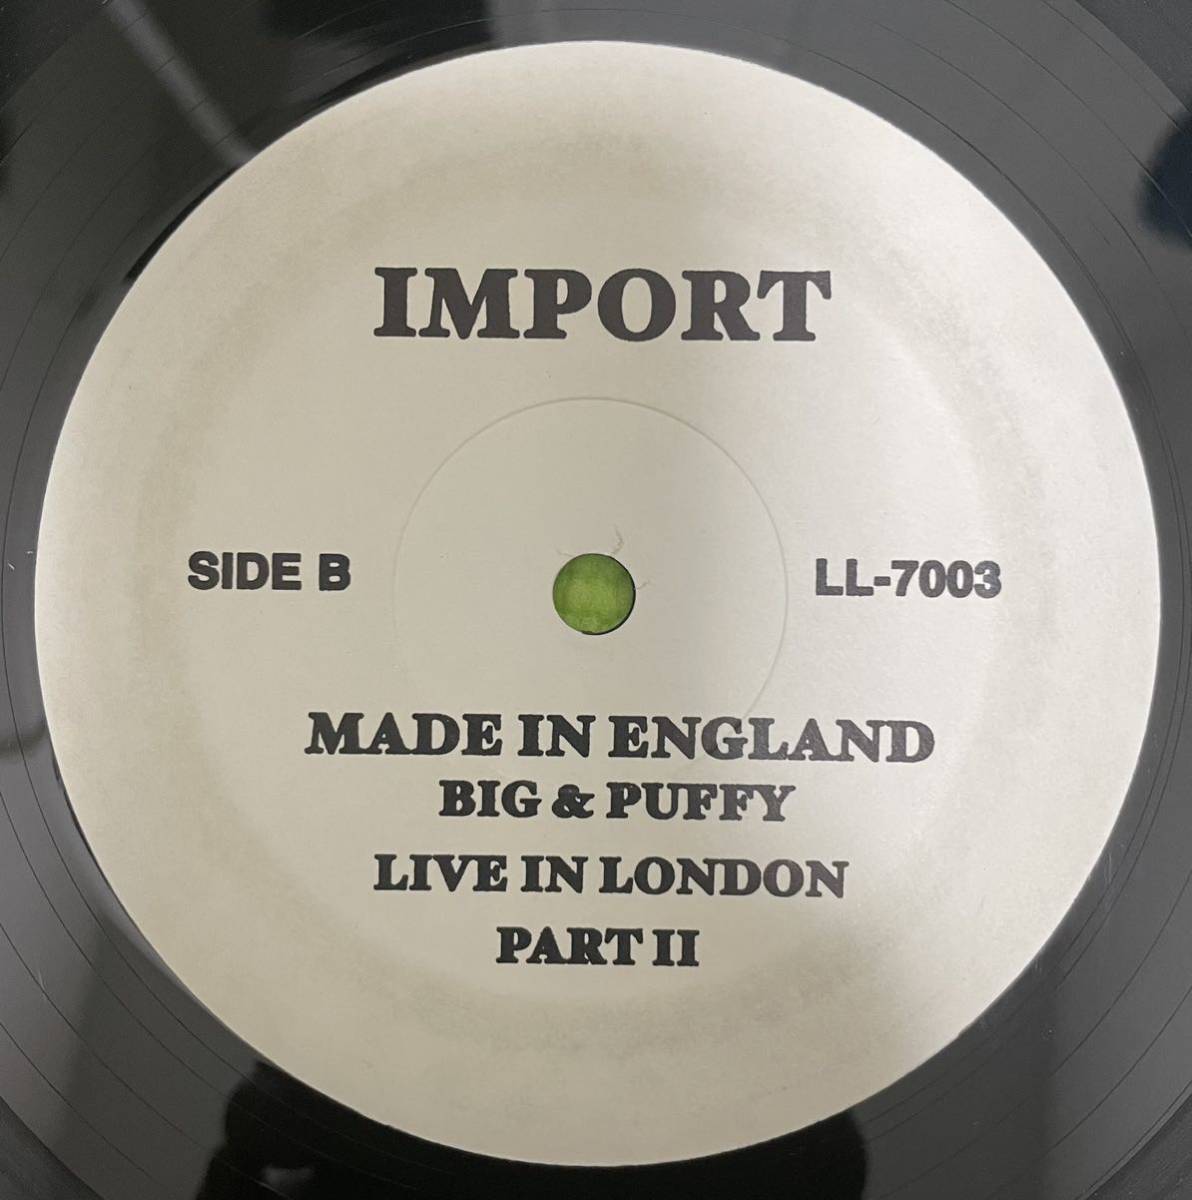 IMPORT
SIDE B
LL-7003
MADE IN ENGLAND
BIG & PUFFY
LIVE IN LONDON
PART II